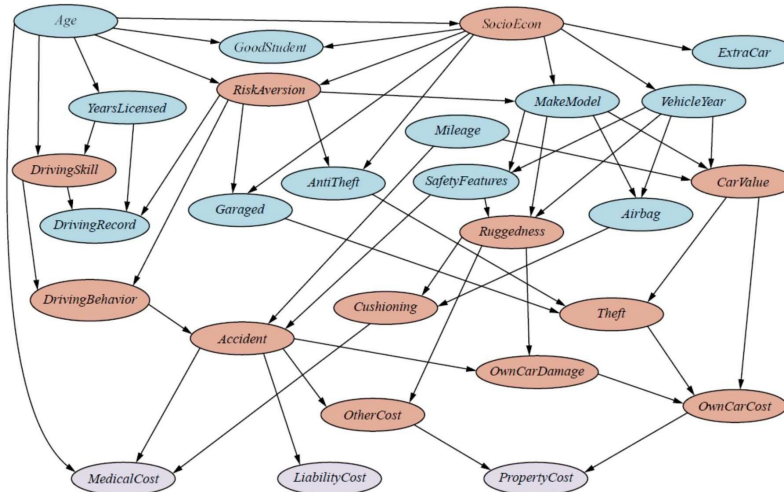 Age
SocioEcon
GoodStudent
ExtraCar
RiskAversion
YearsLicensed
MakeModel
VehicleYear
Mileage
DrivingSkill
AntiTheft
SafetyFeatures
CarValue
Garaged
Airbag
DrivingRecord
Ruggedness
DrivingBehavior
Cushioning
Theft
Accident
OwnCarDamage
OtherCost
OwnCarCost
MedicalCost
LiabilityCost
PropertyCost